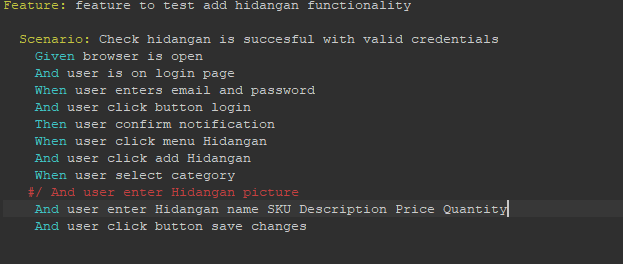 Feature: feature to test add hidangan functionality
Scenario: Check hidangan is succesful with valid credentials
Given browser is open
And user is on login page
When user enters email and password
And user click button login
Then user confirm notification
When user click menu Hidangan
And user click add Hidangan
When user select category
#/ And user enter Hidangan picture
And user enter Hidangan name SKU Description Price Quantity
And user click button save changes